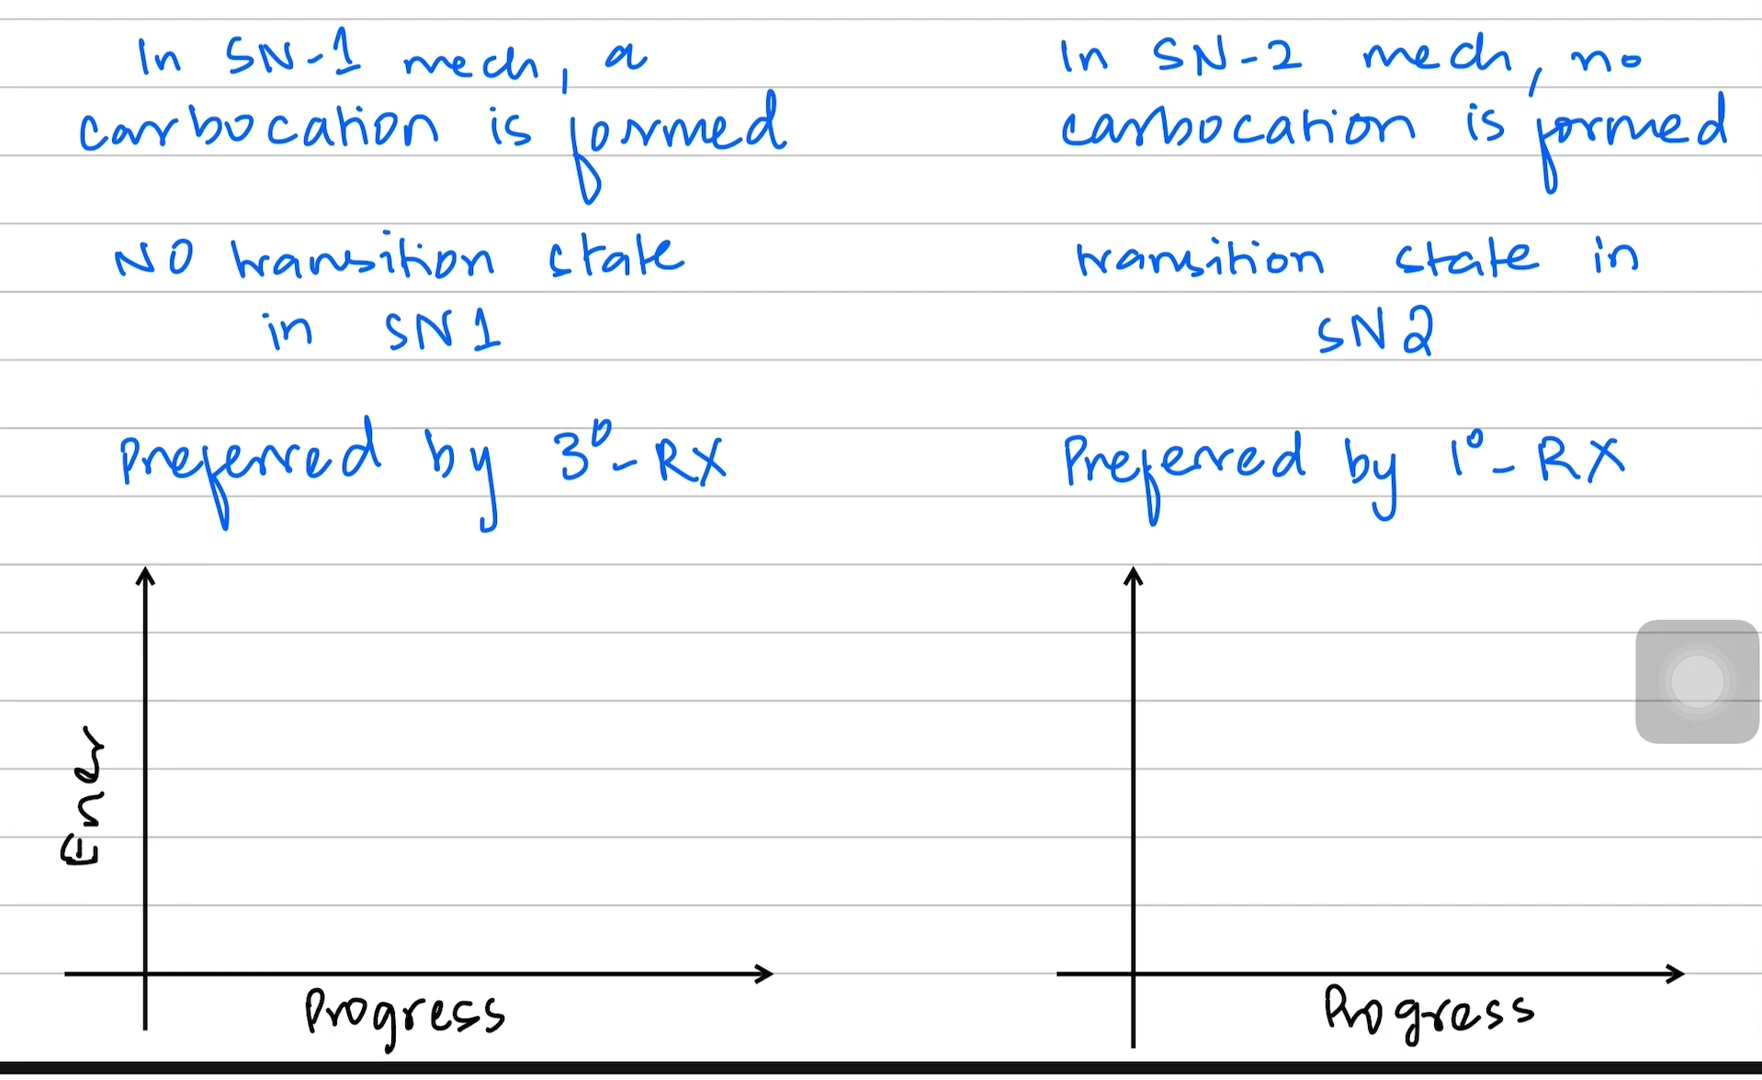 In SN-1 mech, a
carbocation is formed
NO transition state
in SN1
Preferred by 3°-RX
Ener
Progress
In SN-2 mech, no
carbocation is formed
transition state in
SN2
Preferred by 1°-RX
Progress